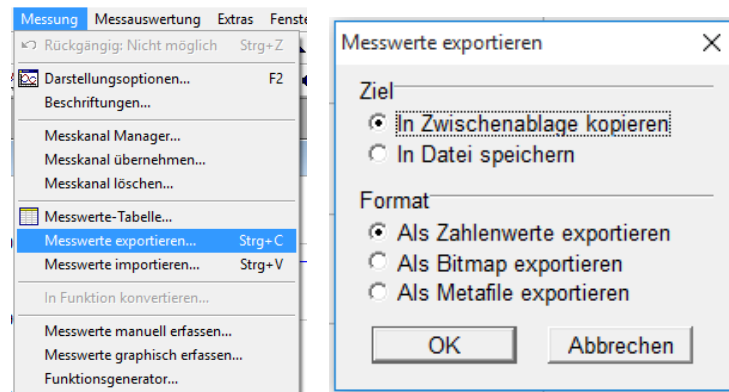 Messung Messauswertung Extras Fenste
Rückgängig: Nicht möglich Strg+Z
Darstellungsoptionen... F2
Beschriftungen...
Messkanal Manager...
Messkanal übernehmen...
Messkanal löschen...
Messwerte-Tabelle...
Messwerte exportieren... Strg+C
Messwerte importieren... Strg+V
In Funktion konvertieren...
Messwerte manuell erfassen...
Messwerte graphisch erfassen...
Funktionsgenerator...
Messwerte exportieren
Ziel
In Zwischenablage kopieren
In Datei speichern
Format
Als Zahlenwerte exportieren
Als Bitmap exportieren
Als Metafile exportieren
OK Abbrechen